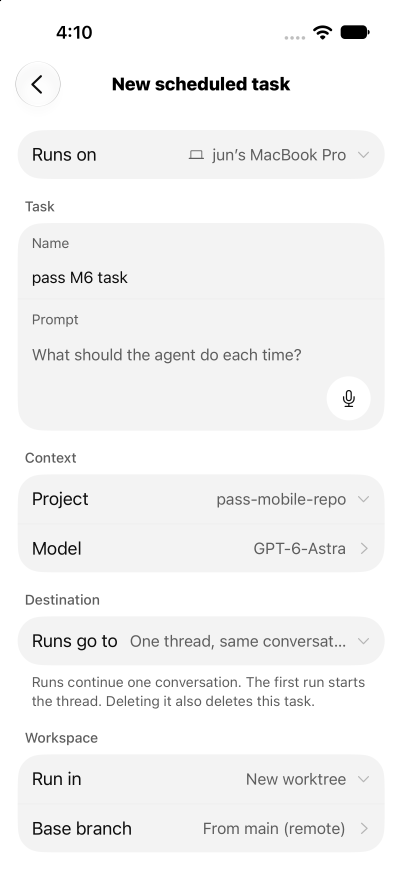 4:10
New scheduled task
Runs on jun’s MacBook Pro
Task
Name
pass M6 task
Prompt
What should the agent do each time?
Context
Project pass-mobile-repo
Model GPT-6-Astra
Destination
Runs go to One thread, same conversat...
Runs continue one conversation. The first run starts
the thread. Deleting it also deletes this task.
Workspace
Run in New worktree
Base branch From main (remote)